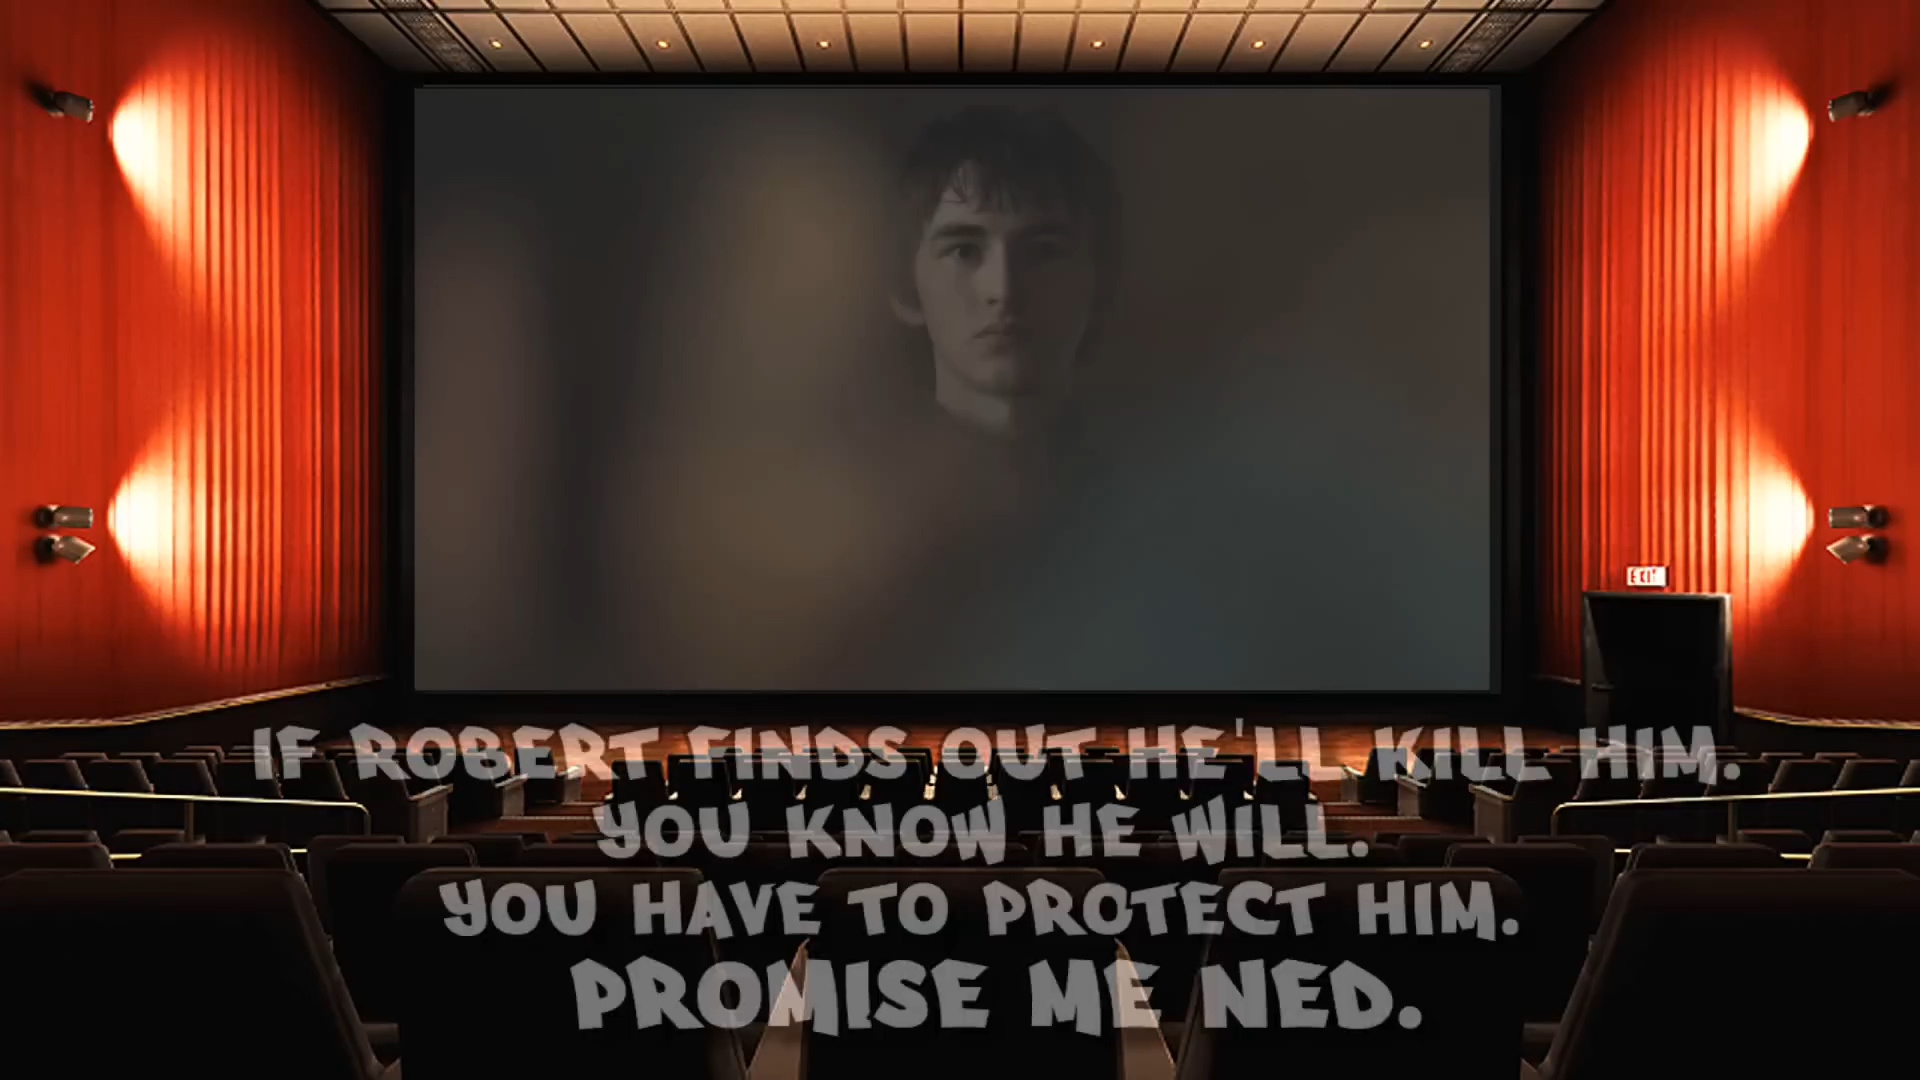 EXIT
IF ROBERT FINDS OUT HE'LL KILL HIM.
YOU KNOW HE WILL.
YOU HAVE TO PROTECT HIM.
PROMISE ME NED.